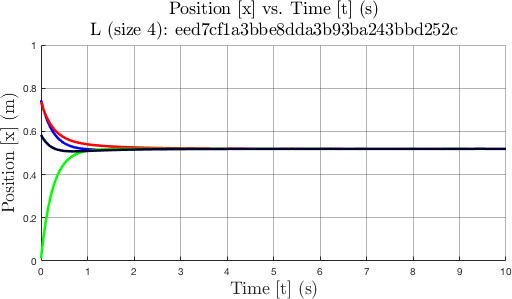 Position [x] vs. Time [t] (s)
L (size 4): eed7cf1a3bbe8dda3b93ba243bbd252c
Position [x] (m)
1
0.8
0.6
0.4
0.2
0
0 1 2 3 4 5 6 7 8 9 10
Time [t] (s)